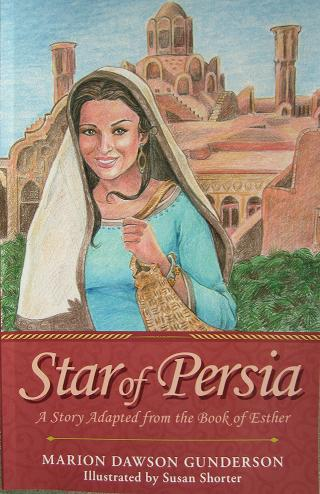 Star of Persia
A Story Adapted from the Book of Esther
MARION DAWSON GUNDERSON
Illustrated by Susan Shorter